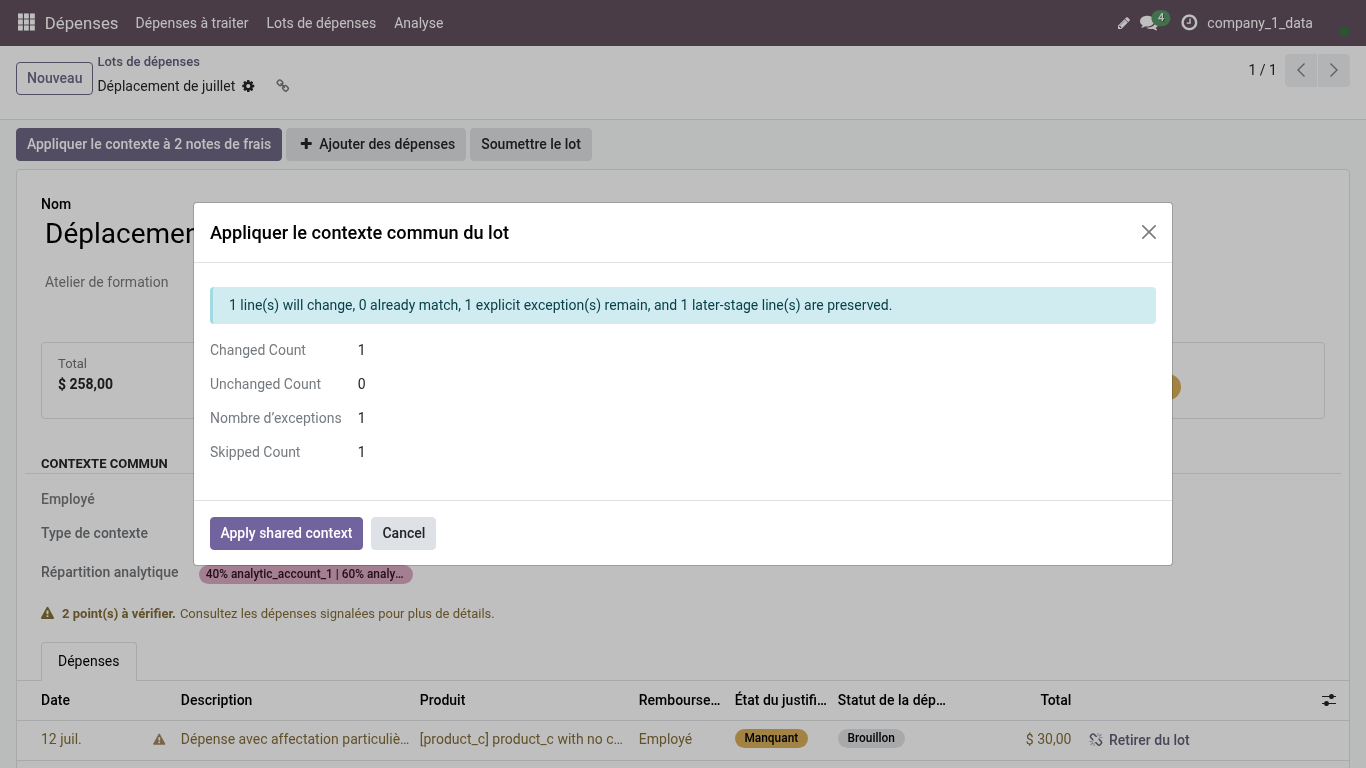 Dépenses Dépenses à traiter Lots de dépenses Analyse 4 company_1_data
Nouveau
Lots de dépenses
Déplacement de juillet
1 / 1
Appliquer le contexte à 2 notes de frais Ajouter des dépenses Soumettre le lot
Nom
Déplacemen
Atelier de formation
Total
$ 258,00
Appliquer le contexte commun du lot
1 line(s) will change, 0 already match, 1 explicit exception(s) remain, and 1 later-stage line(s) are preserved.
Changed Count 1
Unchanged Count 0
Nombre d’exceptions 1
Skipped Count 1
Apply shared context Cancel
CONTEXTE COMMUN
Employé
Type de contexte
Répartition analytique 40% analytic_account_1 | 60% analy…
2 point(s) à vérifier. Consultez les dépenses signalées pour plus de détails.
Dépenses
Date Description Produit Rembourse… État du justifi… Statut de la dép… Total
12 juil. Dépense avec affectation particuliè… [product_c] product_c with no c… Employé Manquant Brouillon $ 30,00 Retirer du lot